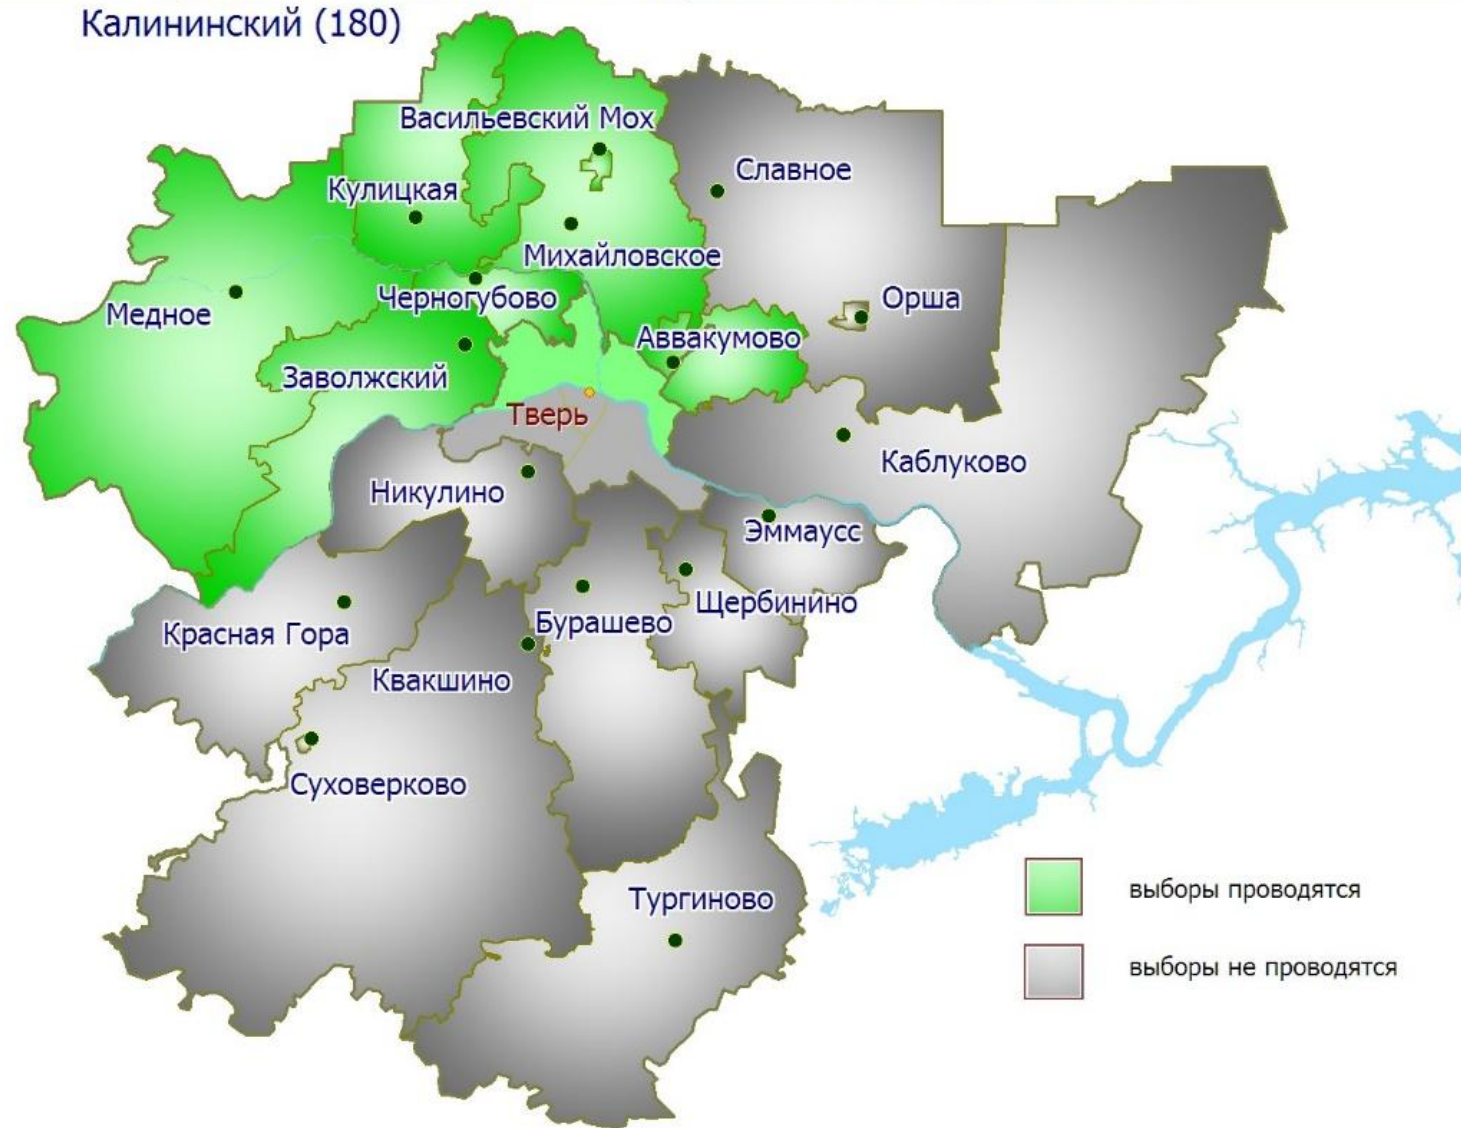 Калининский (180)
Васильевский Мох
Славное
Кулицкая
Михайловское
Медное
Черногубово
Орша
Аввакумово
Заволжский
Тверь
Каблуково
Никулино
Эммаусс
Щербинино
Красная Гора
Бурашево
Квакшино
Суховерково
Тургиново
выборы проводятся
выборы не проводятся